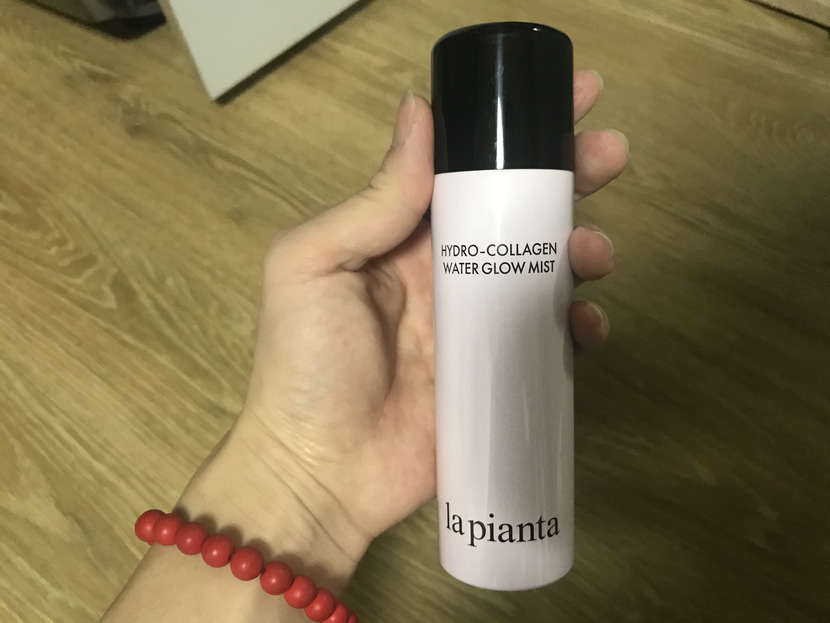 HYDRO-COLLAGEN
WATER GLOW MIST
la pianta